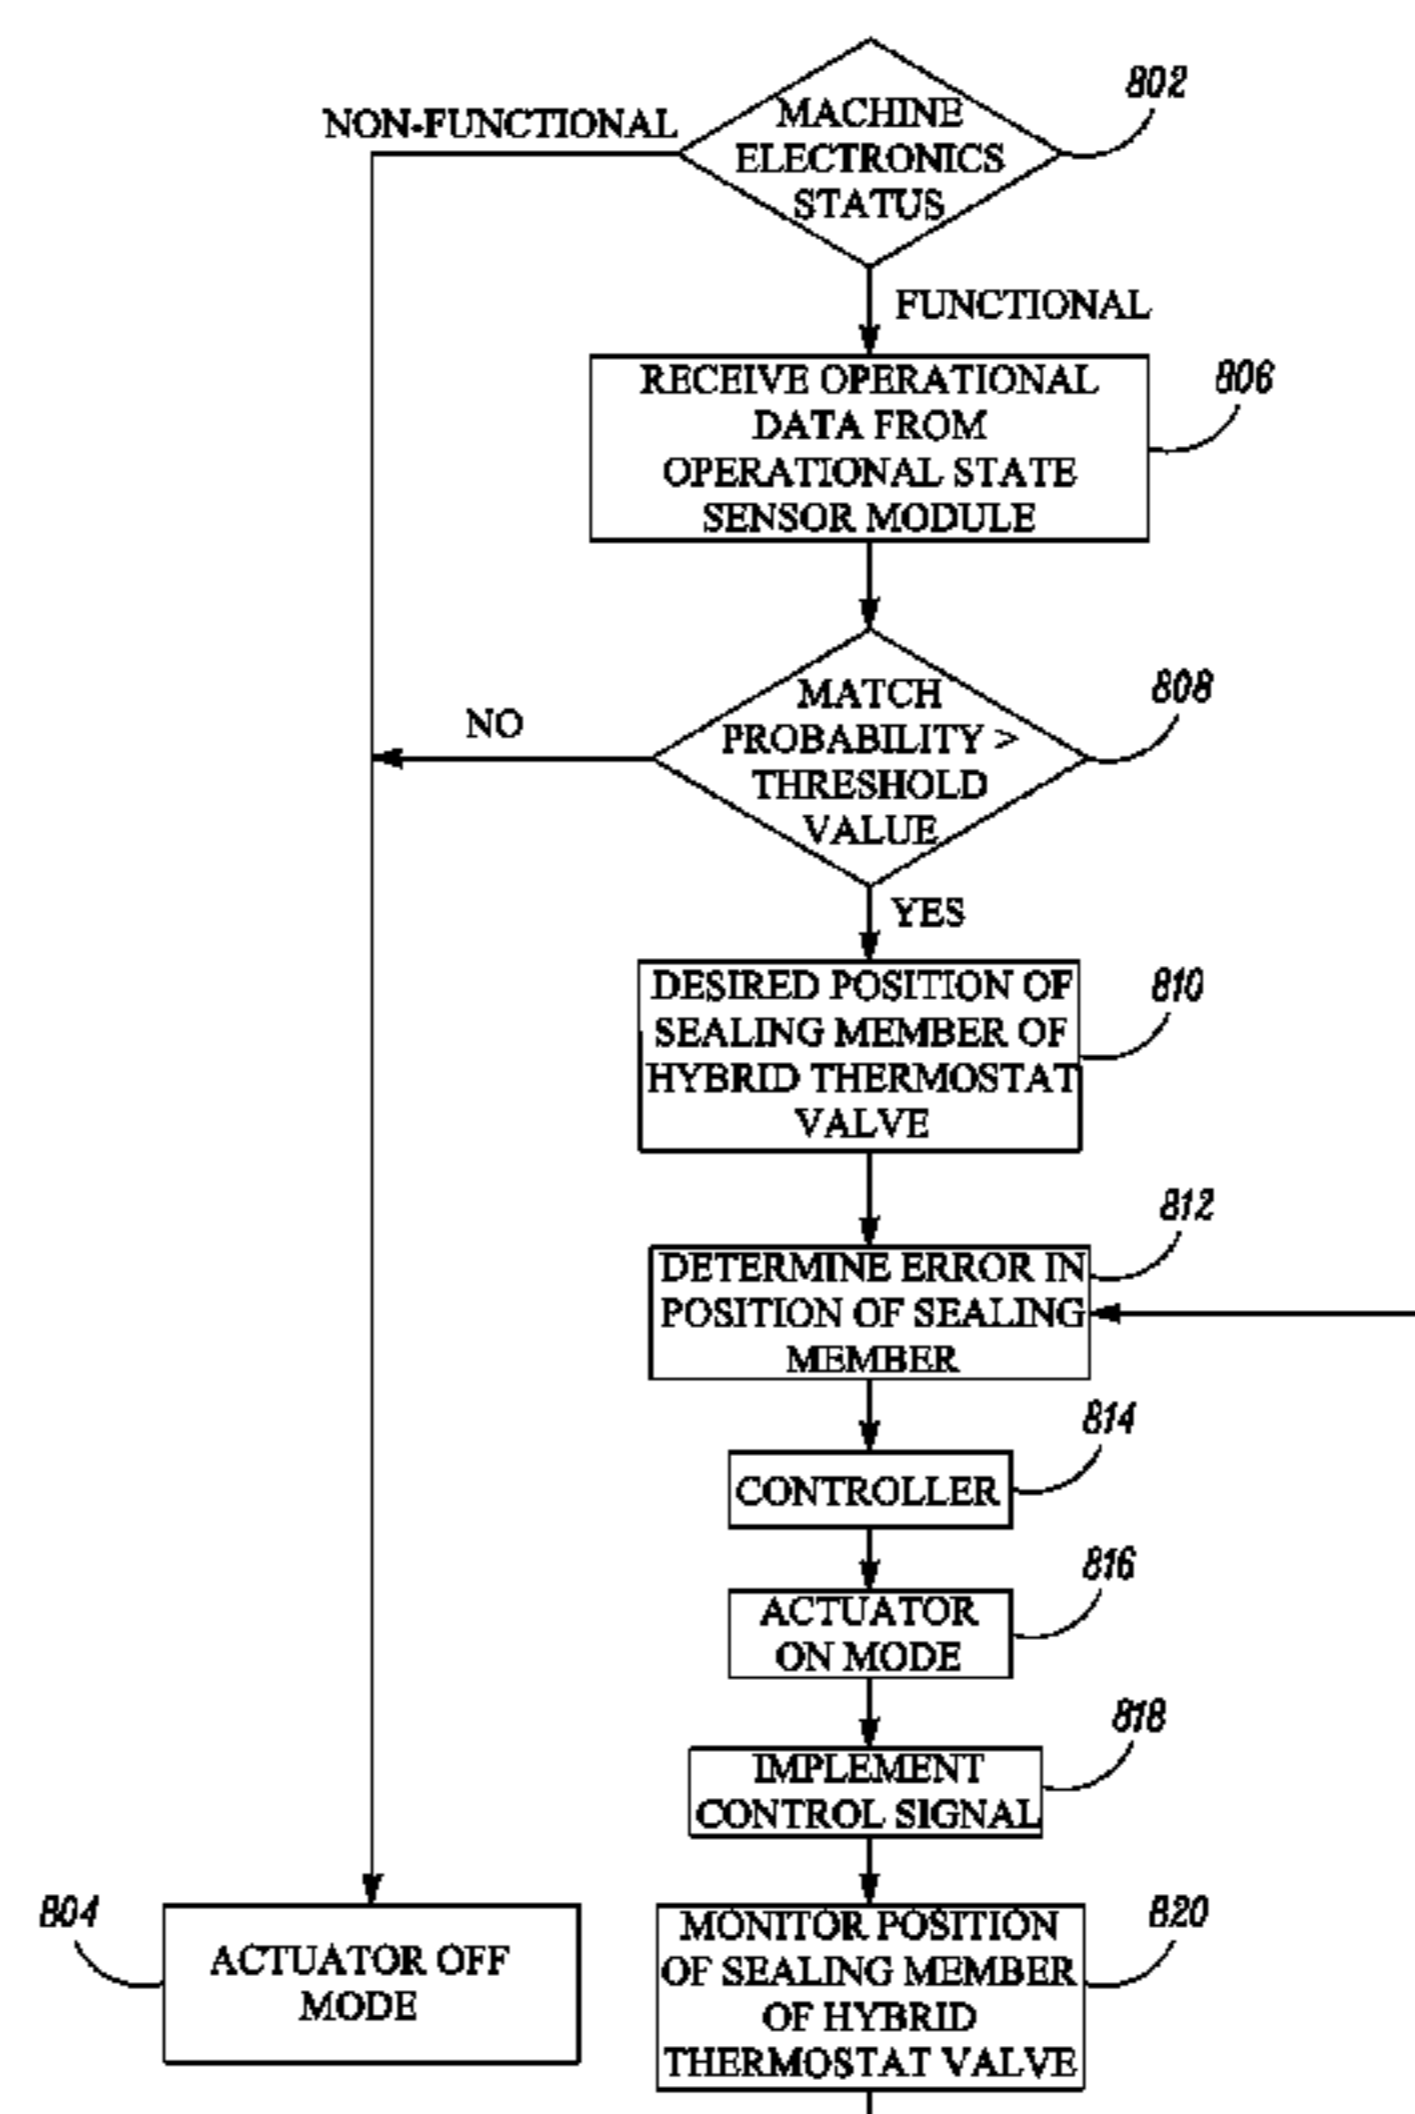 802
NON-FUNCTIONAL
MACHINE
ELECTRONICS
STATUS
FUNCTIONAL
806
RECEIVE OPERATIONAL
DATA FROM
OPERATIONAL STATE
SENSOR MODULE
808
NO
MATCH
PROBABILITY >
THRESHOLD
VALUE
YES
810
DESIRED POSITION OF
SEALING MEMBER OF
HYBRID THERMOSTAT
VALVE
812
DETERMINE ERROR IN
POSITION OF SEALING
MEMBER
814
CONTROLLER
816
ACTUATOR
ON MODE
818
IMPLEMENT
CONTROL SIGNAL
804
ACTUATOR OFF
MODE
820
MONITOR POSITION
OF SEALING MEMBER
OF HYBRID
THERMOSTAT VALVE